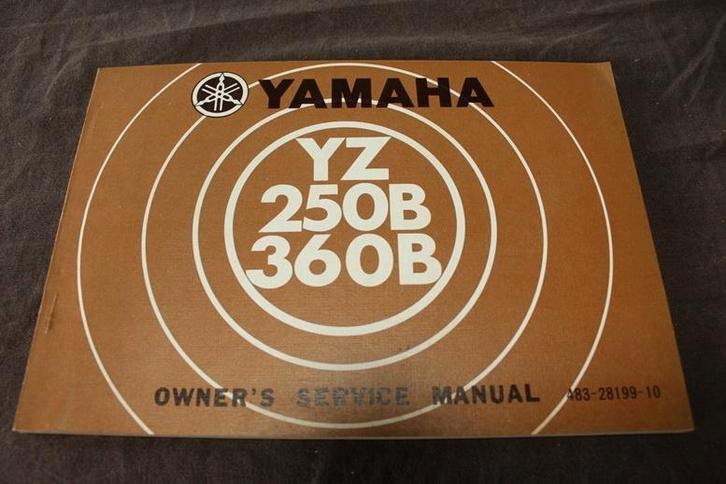 YAMAHA
YZ
250B
360B
OWNER'S SERVICE MANUAL 483-28199-10